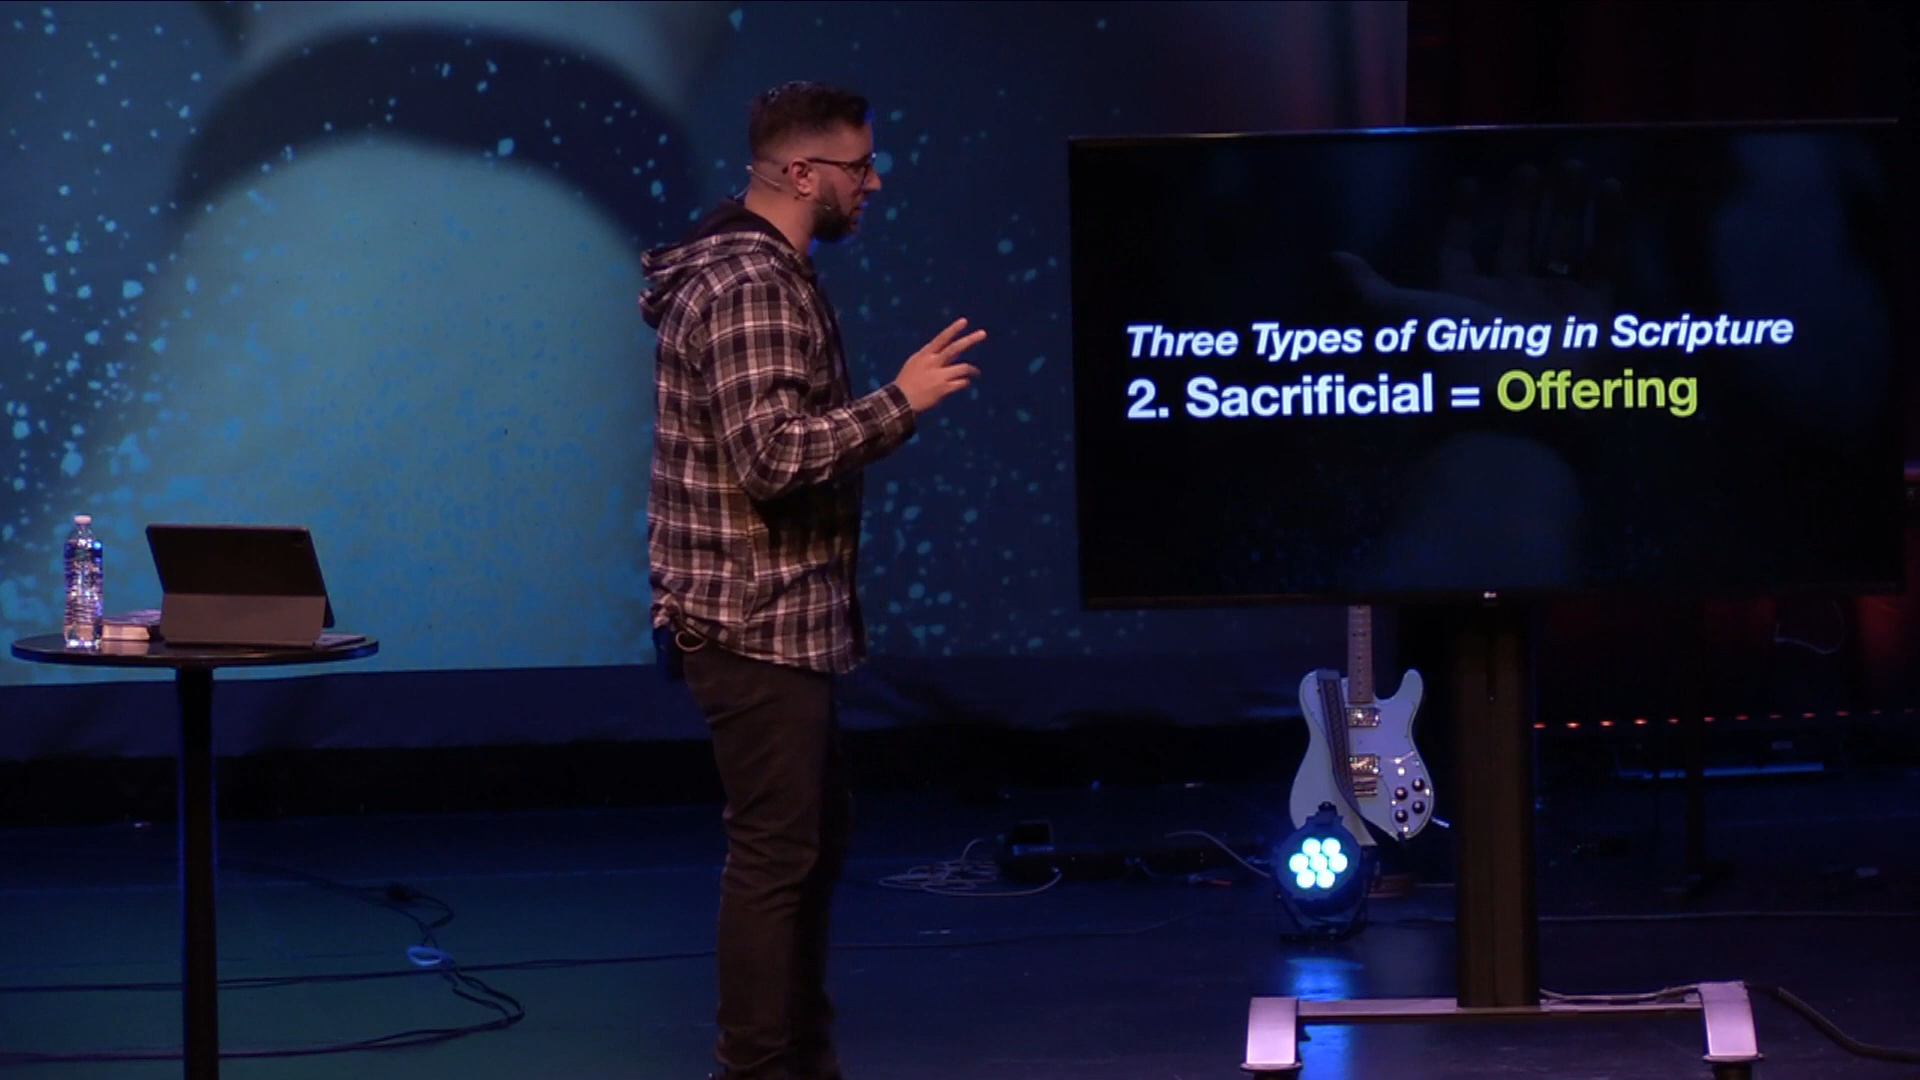 Three Types of Giving in Scripture
2. Sacrificial = Offering